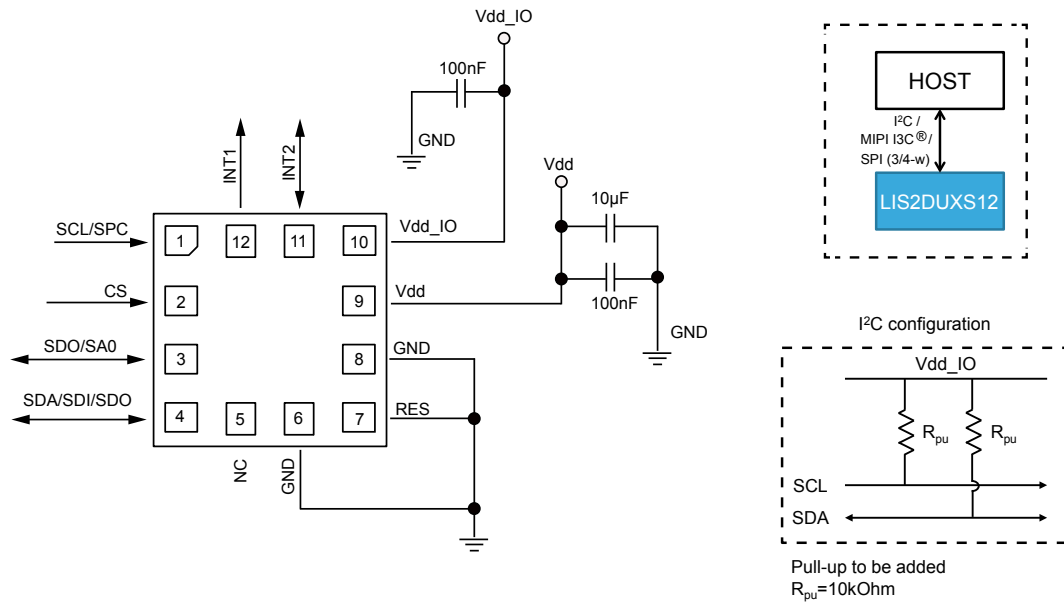 Vdd_IO
100nF
GND
INT1
INT2
Vdd
10µF
100nF
GND
SCL/SPC
CS
SDO/SA0
SDA/SDI/SDO
1
12
11
10
2
9
3
8
4
5
6
7
Vdd_IO
Vdd
GND
RES
NC
GND
HOST
I²C /
MIPI I3C®/
SPI (3/4-w)
LIS2DUXS12
I²C configuration
Vdd_IO
Rpu
Rpu
SCL
SDA
Pull-up to be added
Rpu=10kOhm